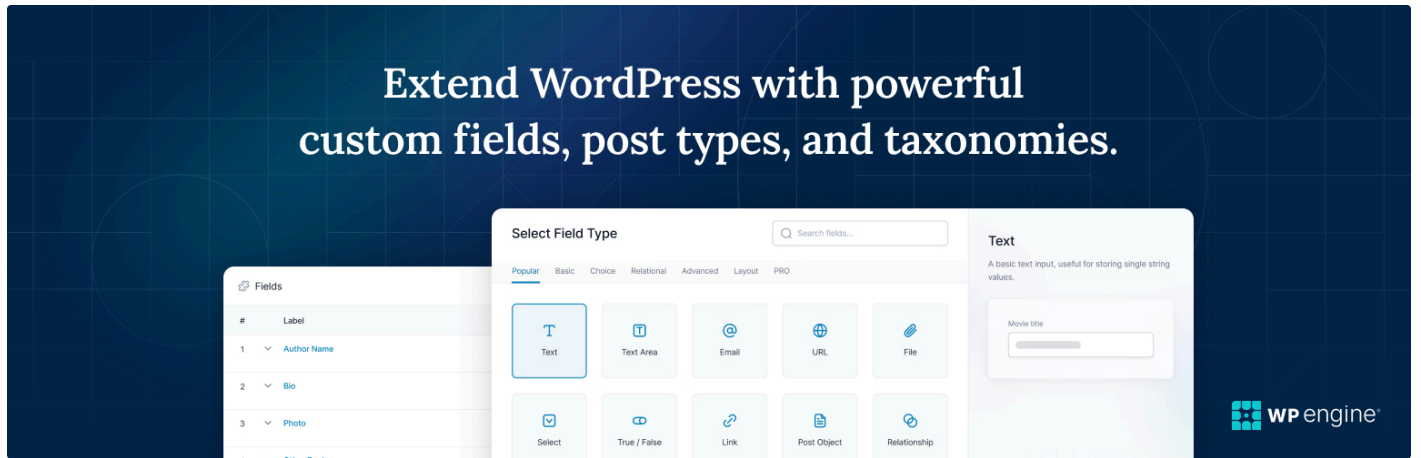 Extend WordPress with powerful
custom fields, post types, and taxonomies.
Select Field Type
Search fields...
Popular Basic Choice Relational Advanced Layout PRO
Text
Text Area
Email
URL
File
Select
True / False
Link
Post Object
Relationship
Text
A basic text input, useful for storing single string
values.
Movie title
Fields
# Label
1 Author Name
2 Bio
3 Photo
WP engine